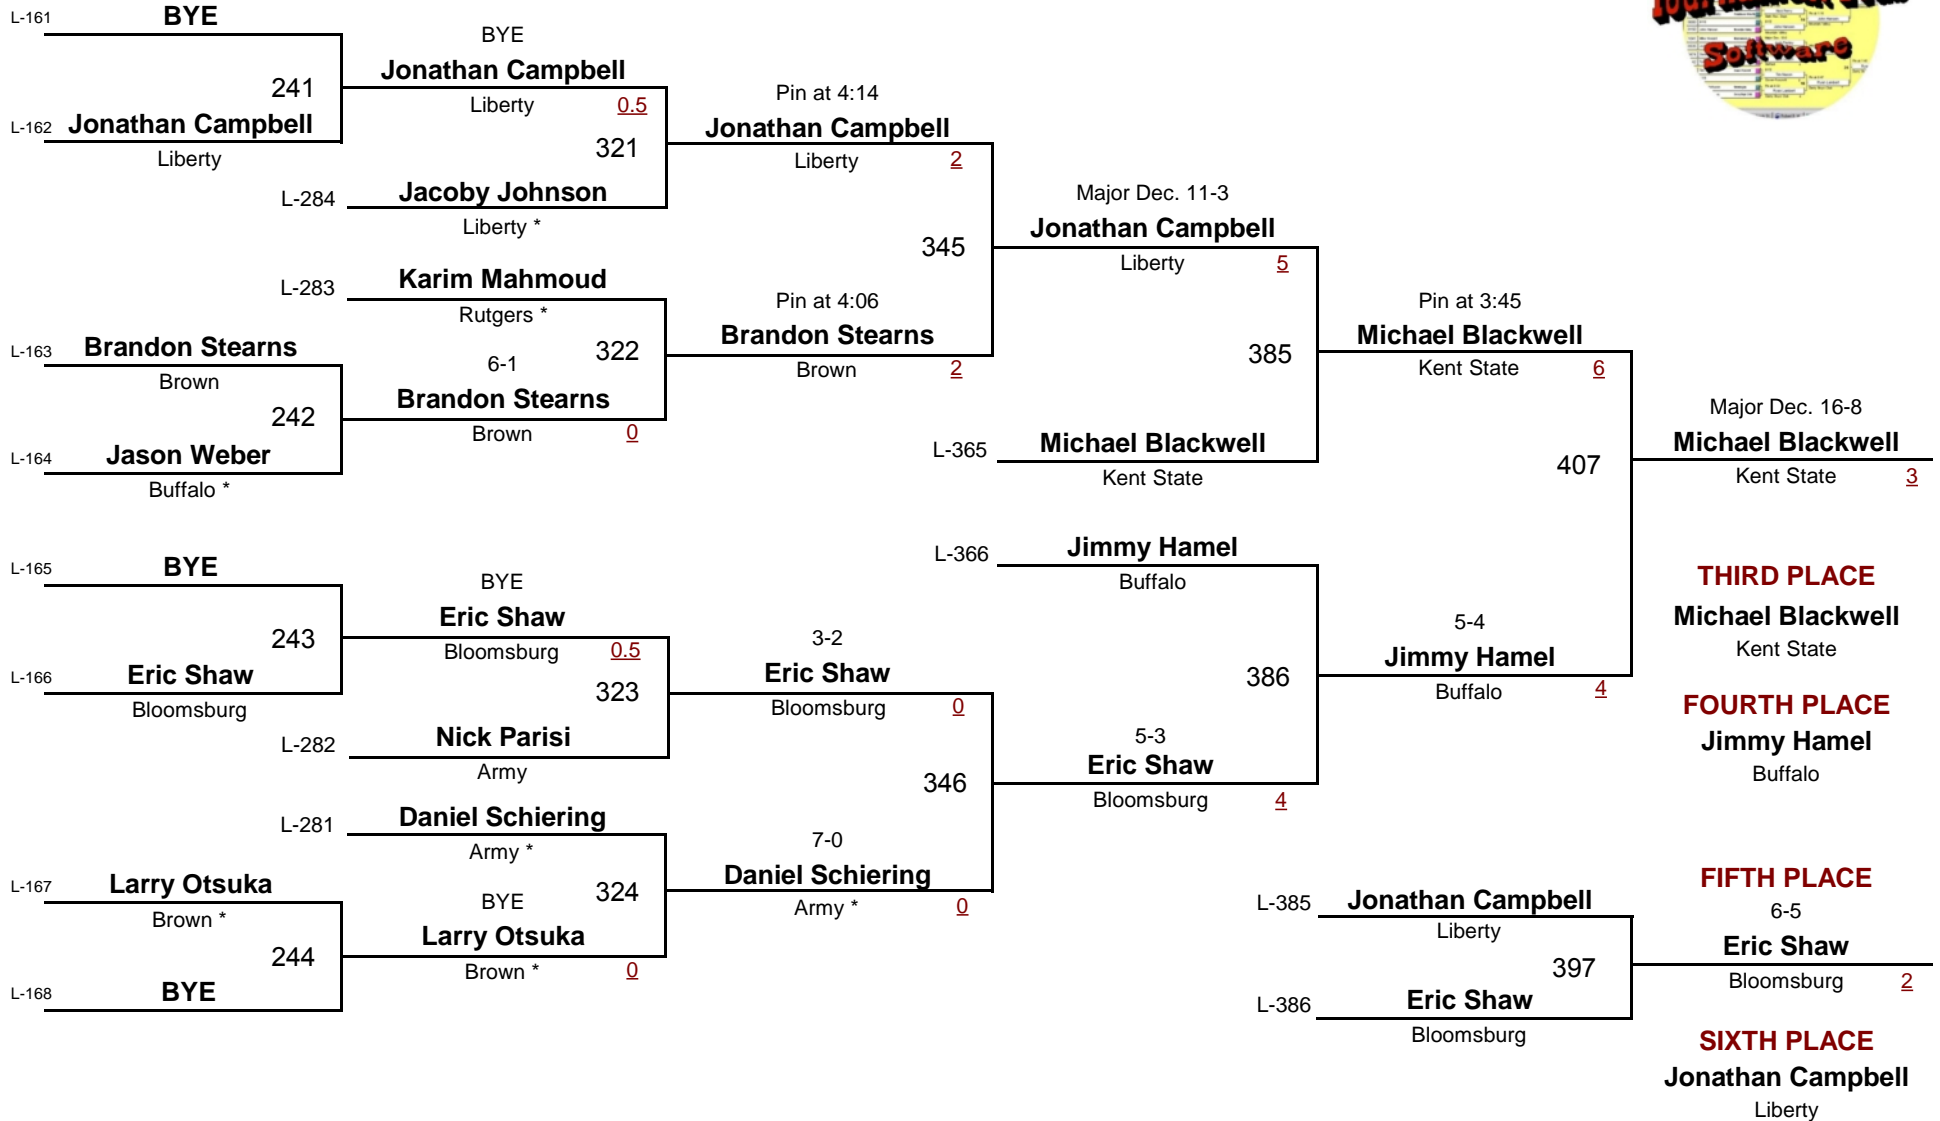 L-161 BYE
241
L-162 Jonathan Campbell
Liberty
BYE
Jonathan Campbell
Liberty 0.5
321
L-284 Jacoby Johnson
Liberty *
L-283 Karim Mahmoud
Rutgers *
322
L-163 Brandon Stearns
Brown
242
L-164 Jason Weber
Buffalo *
6-1
Brandon Stearns
Brown 0
Pin at 4:14
Jonathan Campbell
Liberty 2
345
Pin at 4:06
Brandon Stearns
Brown 2
Major Dec. 11-3
Jonathan Campbell
Liberty 5
385
L-365 Michael Blackwell
Kent State
Pin at 3:45
Michael Blackwell
Kent State 6
407
Major Dec. 16-8
Michael Blackwell
Kent State 3
L-165 BYE
243
L-166 Eric Shaw
Bloomsburg
BYE
Eric Shaw
Bloomsburg 0.5
323
L-282 Nick Parisi
Army
L-281 Daniel Schiering
Army *
324
L-167 Larry Otsuka
Brown *
244
L-168 BYE
BYE
Larry Otsuka
Brown * 0
3-2
Eric Shaw
Bloomsburg 0
346
7-0
Daniel Schiering
Army * 0
L-366 Jimmy Hamel
Buffalo
386
5-3
Eric Shaw
Bloomsburg 4
5-4
Jimmy Hamel
Buffalo 4
THIRD PLACE
Michael Blackwell
Kent State
FOURTH PLACE
Jimmy Hamel
Buffalo
L-385 Jonathan Campbell
Liberty
397
L-386 Eric Shaw
Bloomsburg
FIFTH PLACE
6-5
Eric Shaw
Bloomsburg 2
SIXTH PLACE
Jonathan Campbell
Liberty
Software